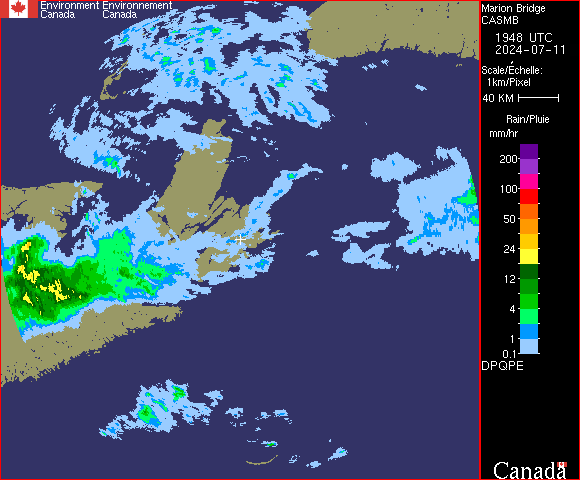 Environment Environnement
Canada Canada
Marion Bridge
CASMB
1948 UTC
2024-07-11
Scale/Échelle:
1km/Pixel
40 KM
Rain/Pluie
mm/hr
200
100
50
24
12
4
1
0.1
DPQPE
Canada